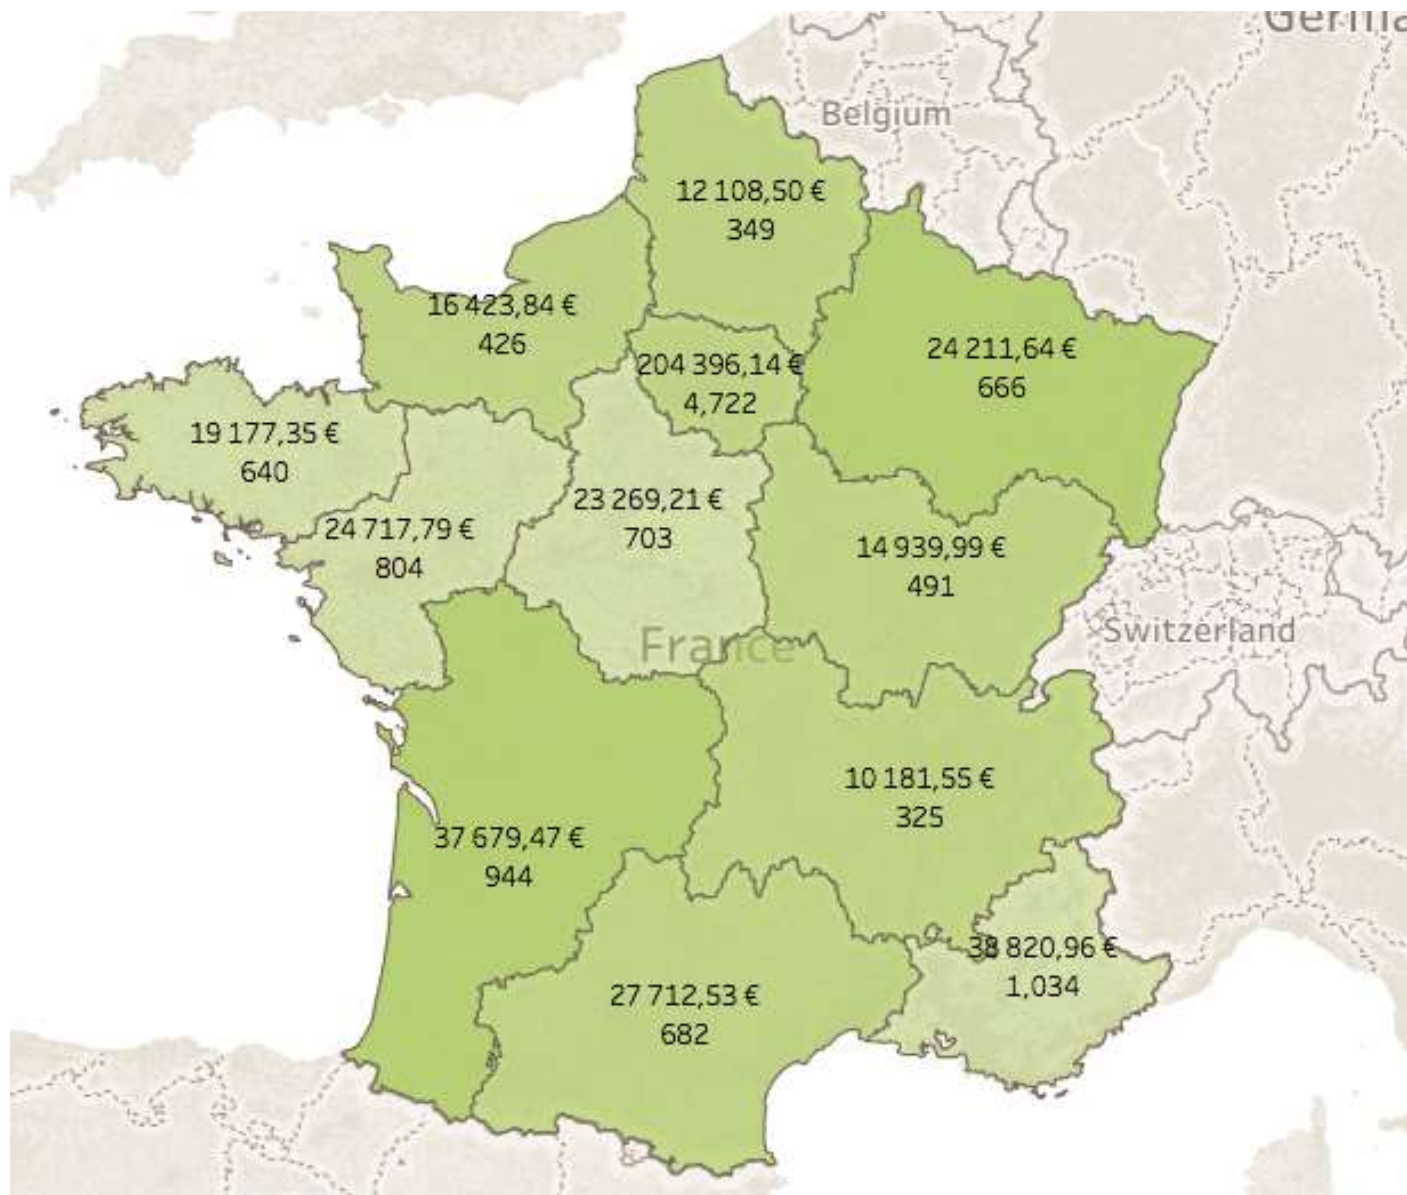 Germa
Belgium
12 108,50 €
349
16 423,84 €
426
24 211,64 €
666
204 396,14 €
4,722
19 177,35 €
640
23 269,21 €
703
24 717,79 €
804
14 939,99 €
491
France
Switzerland
10 181,55 €
325
37 679,47 €
944
38 820,96 €
1,034
27 712,53 €
682